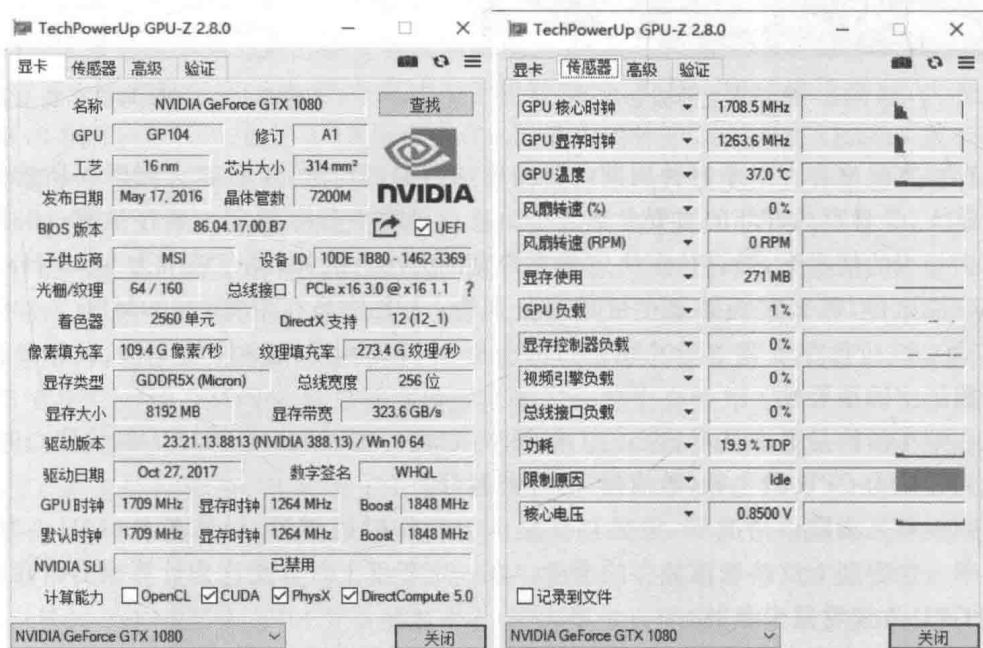 TechPowerUp GPU-Z 2.8.0
显卡 传感器 高级 验证
名称 NVIDIA GeForce GTX 1080 查找
GPU GP104 修订 A1
工艺 16 nm 芯片大小 314 mm²
发布日期 May 17, 2016 晶体管数 7200M
NVIDIA
BIOS 版本 86.04.17.00.B7 UEFI
子供应商 MSI 设备 ID 10DE 1B80 - 1462 3369
光栅/纹理 64 / 160 总线接口 PCIe x16 3.0 @ x16 1.1 ?
着色器 2560 单元 DirectX 支持 12 (12_1)
像素填充率 109.4 G 像素/秒 纹理填充率 273.4 G 纹理/秒
显存类型 GDDR5X (Micron) 总线宽度 256 位
显存大小 8192 MB 显存带宽 323.6 GB/s
驱动版本 23.21.13.8813 (NVIDIA 388.13) / Win10 64
驱动日期 Oct 27, 2017 数字签名 WHQL
GPU 时钟 1709 MHz 显存时钟 1264 MHz Boost 1848 MHz
默认时钟 1709 MHz 显存时钟 1264 MHz Boost 1848 MHz
NVIDIA SLI 已禁用
计算能力 OpenCL CUDA PhysX DirectCompute 5.0
NVIDIA GeForce GTX 1080 关闭
TechPowerUp GPU-Z 2.8.0
显卡 传感器 高级 验证
GPU 核心时钟 1708.5 MHz
GPU 显存时钟 1263.6 MHz
GPU 温度 37.0 ℃
风扇转速 (%) 0 %
风扇转速 (RPM) 0 RPM
显存使用 271 MB
GPU 负载 1 %
显存控制器负载 0 %
视频引擎负载 0 %
总线接口负载 0 %
功耗 19.9 % TDP
限制原因 Idle
核心电压 0.8500 V
记录到文件
NVIDIA GeForce GTX 1080 关闭